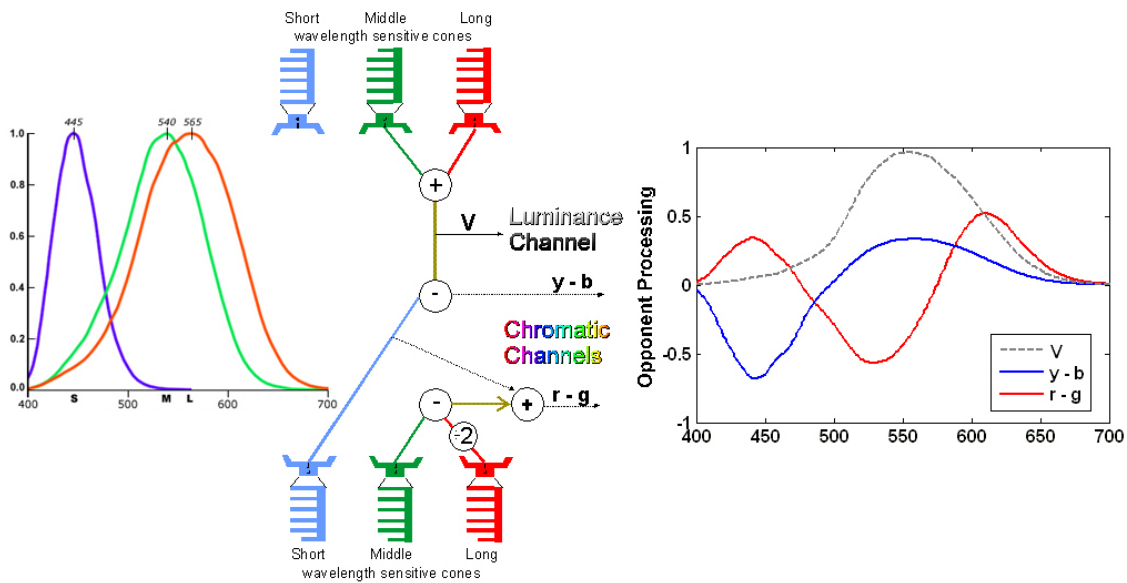 Short Middle Long
wavelength sensitive cones
445 540 565
1.0
0.8
0.6
0.4
0.2
0.0
400 500 600 700
S M L
+
V
Luminance
Channel
-
y - b
Chromatic
Channels
-
+
r - g
÷2
Short Middle Long
wavelength sensitive cones
Opponent Processing
1
0.5
0
-0.5
-1
400 450 500 550 600 650 700
V
y - b
r - g